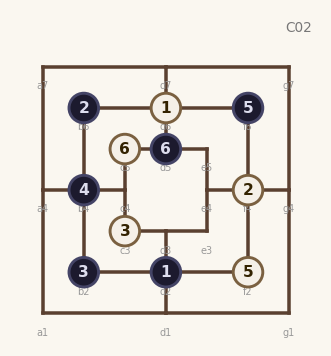 C02
a7 d7 g7
2 1 5
b6 d6 f6
6 6
c5 d5 e5
4 2
a4 b4 c4 e4 f4 g4
3
c3 d3 e3
3 1 5
b2 d2 f2
a1 d1 g1